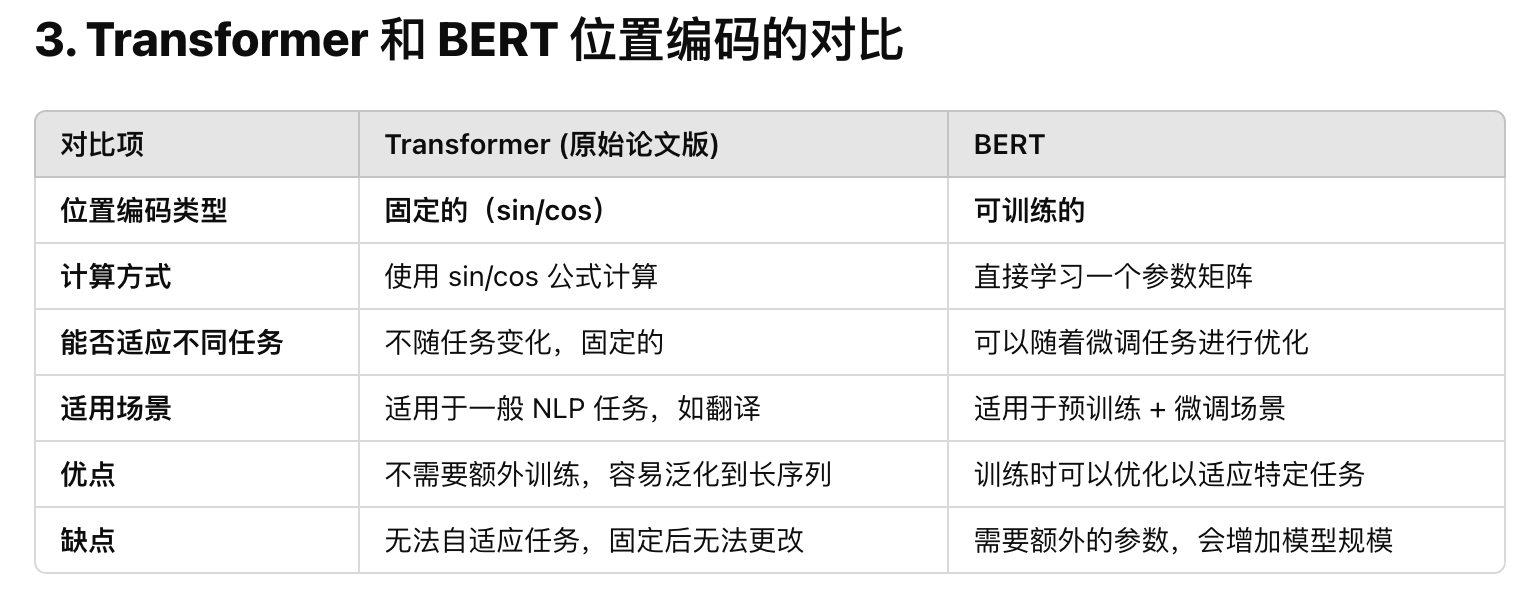 3. Transformer 和 BERT 位置编码的对比
对比项 Transformer (原始论文版) BERT
位置编码类型 固定的（sin/cos） 可训练的
计算方式 使用 sin/cos 公式计算 直接学习一个参数矩阵
能否适应不同任务 不随任务变化，固定的 可以随着微调任务进行优化
适用场景 适用于一般 NLP 任务，如翻译 适用于预训练 + 微调场景
优点 不需要额外训练，容易泛化到长序列 训练时可以优化以适应特定任务
缺点 无法自适应任务，固定后无法更改 需要额外的参数，会增加模型规模